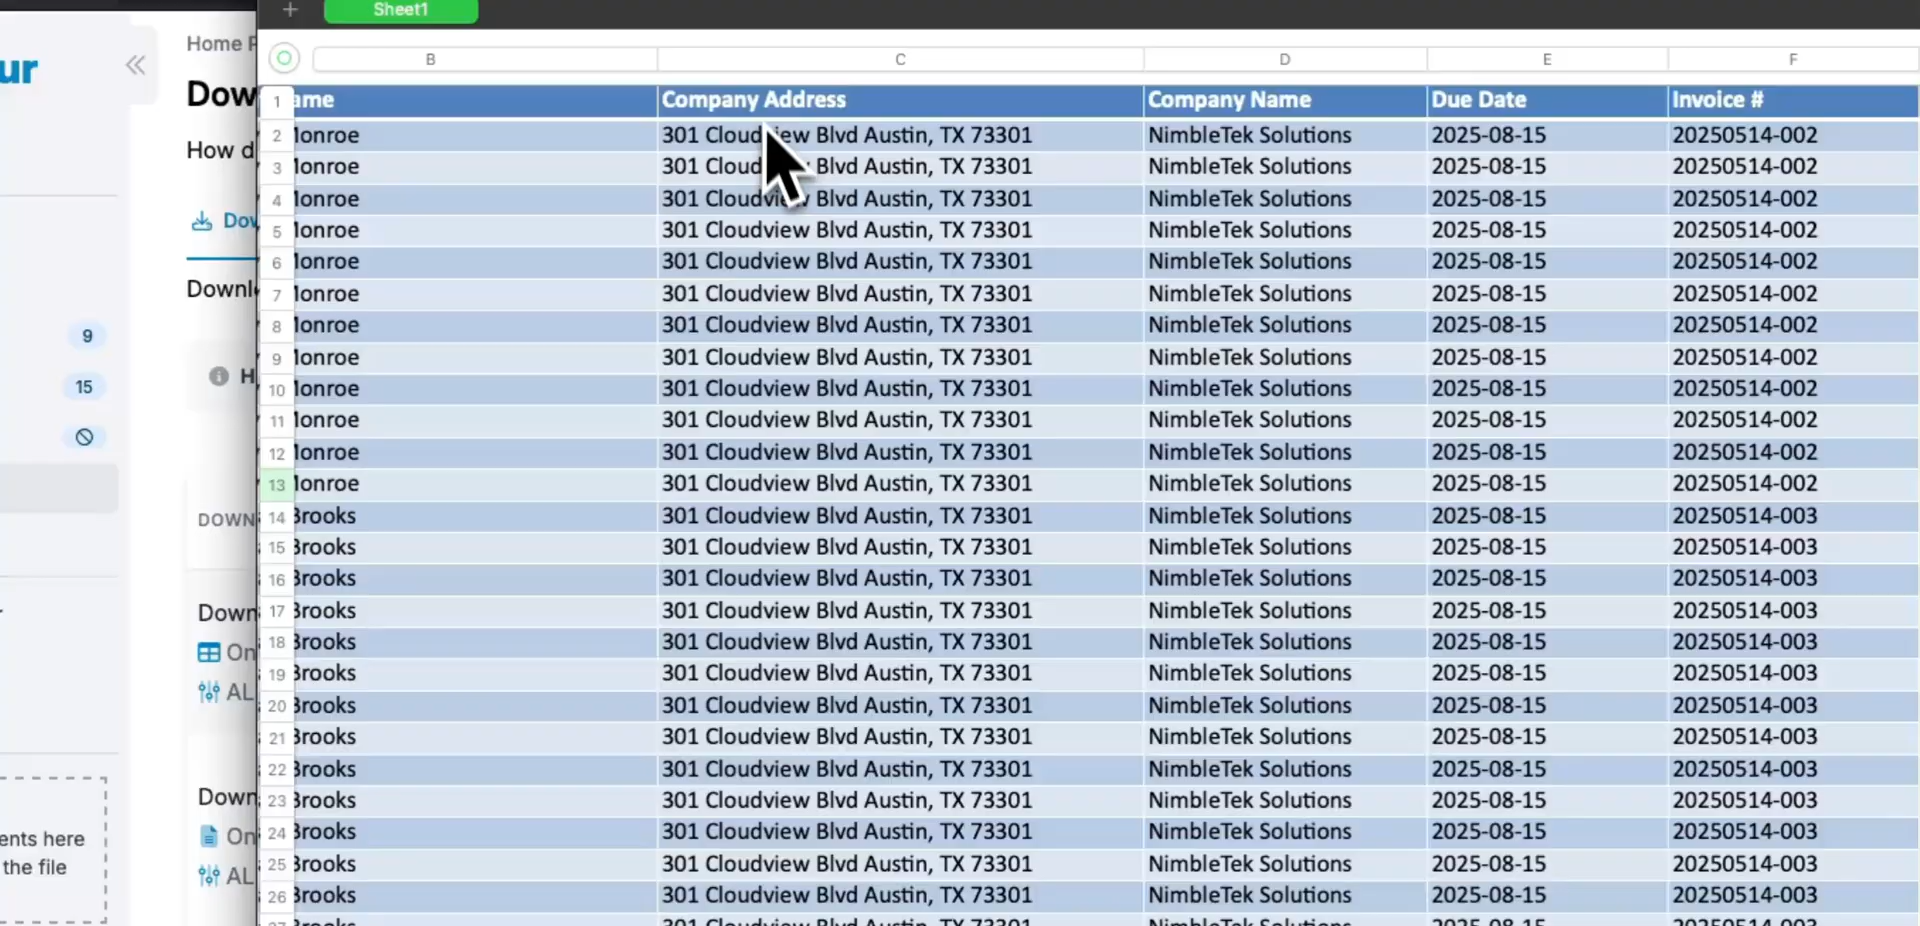 Sheet1
ur
Home
Dow
How d
Dow
Downl
9
15
H
DOWN
Down
On
AL
Down
On
AL
ents here
the file
B C D E F
1 ame Company Address Company Name Due Date Invoice #
2 Monroe 301 Cloudview Blvd Austin, TX 73301 NimbleTek Solutions 2025-08-15 20250514-002
3 Monroe 301 Cloudview Blvd Austin, TX 73301 NimbleTek Solutions 2025-08-15 20250514-002
4 Monroe 301 Cloudview Blvd Austin, TX 73301 NimbleTek Solutions 2025-08-15 20250514-002
5 Monroe 301 Cloudview Blvd Austin, TX 73301 NimbleTek Solutions 2025-08-15 20250514-002
6 Monroe 301 Cloudview Blvd Austin, TX 73301 NimbleTek Solutions 2025-08-15 20250514-002
7 Monroe 301 Cloudview Blvd Austin, TX 73301 NimbleTek Solutions 2025-08-15 20250514-002
8 Monroe 301 Cloudview Blvd Austin, TX 73301 NimbleTek Solutions 2025-08-15 20250514-002
9 Monroe 301 Cloudview Blvd Austin, TX 73301 NimbleTek Solutions 2025-08-15 20250514-002
10 Monroe 301 Cloudview Blvd Austin, TX 73301 NimbleTek Solutions 2025-08-15 20250514-002
11 Monroe 301 Cloudview Blvd Austin, TX 73301 NimbleTek Solutions 2025-08-15 20250514-002
12 Monroe 301 Cloudview Blvd Austin, TX 73301 NimbleTek Solutions 2025-08-15 20250514-002
13 Monroe 301 Cloudview Blvd Austin, TX 73301 NimbleTek Solutions 2025-08-15 20250514-002
14 Brooks 301 Cloudview Blvd Austin, TX 73301 NimbleTek Solutions 2025-08-15 20250514-003
15 Brooks 301 Cloudview Blvd Austin, TX 73301 NimbleTek Solutions 2025-08-15 20250514-003
16 Brooks 301 Cloudview Blvd Austin, TX 73301 NimbleTek Solutions 2025-08-15 20250514-003
17 Brooks 301 Cloudview Blvd Austin, TX 73301 NimbleTek Solutions 2025-08-15 20250514-003
18 Brooks 301 Cloudview Blvd Austin, TX 73301 NimbleTek Solutions 2025-08-15 20250514-003
19 Brooks 301 Cloudview Blvd Austin, TX 73301 NimbleTek Solutions 2025-08-15 20250514-003
20 Brooks 301 Cloudview Blvd Austin, TX 73301 NimbleTek Solutions 2025-08-15 20250514-003
21 Brooks 301 Cloudview Blvd Austin, TX 73301 NimbleTek Solutions 2025-08-15 20250514-003
22 Brooks 301 Cloudview Blvd Austin, TX 73301 NimbleTek Solutions 2025-08-15 20250514-003
23 Brooks 301 Cloudview Blvd Austin, TX 73301 NimbleTek Solutions 2025-08-15 20250514-003
24 Brooks 301 Cloudview Blvd Austin, TX 73301 NimbleTek Solutions 2025-08-15 20250514-003
25 Brooks 301 Cloudview Blvd Austin, TX 73301 NimbleTek Solutions 2025-08-15 20250514-003
26 Brooks 301 Cloudview Blvd Austin, TX 73301 NimbleTek Solutions 2025-08-15 20250514-003